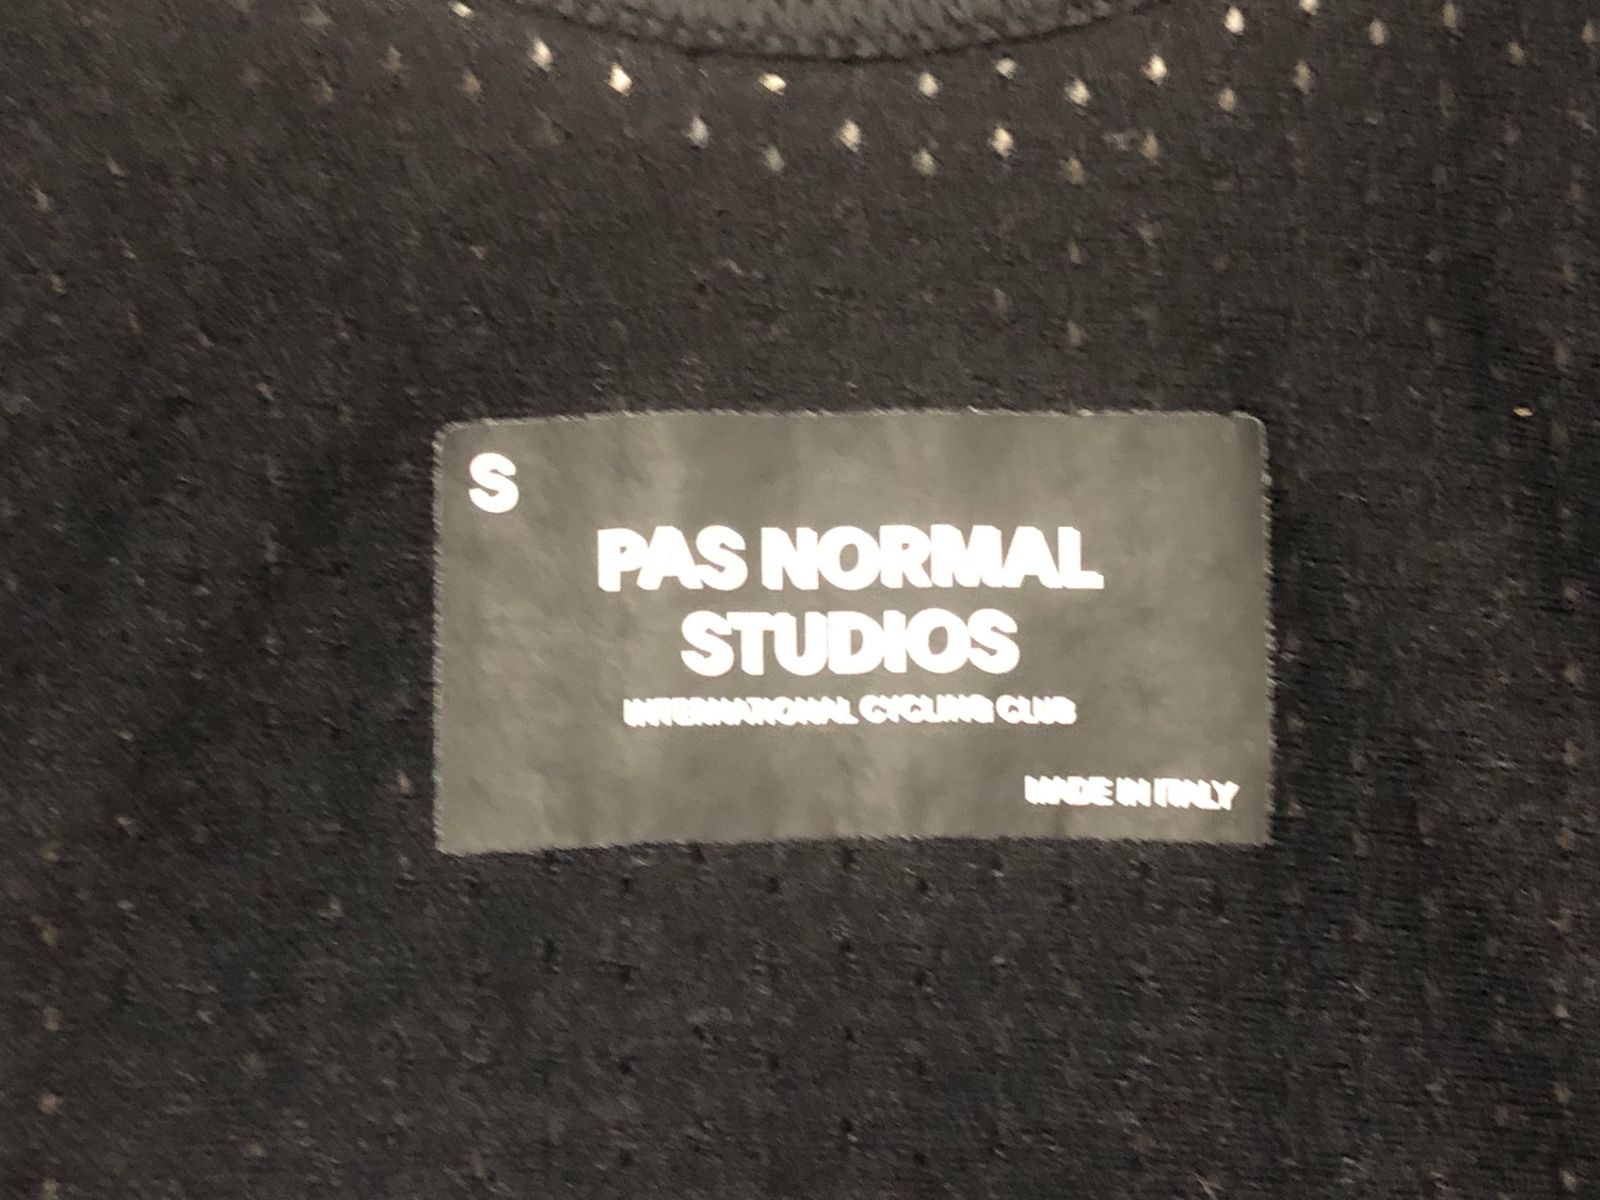 S
PAS NORMAL
STUDIOS
INTERNATIONAL CYCLING CLUB
MADE IN ITALY